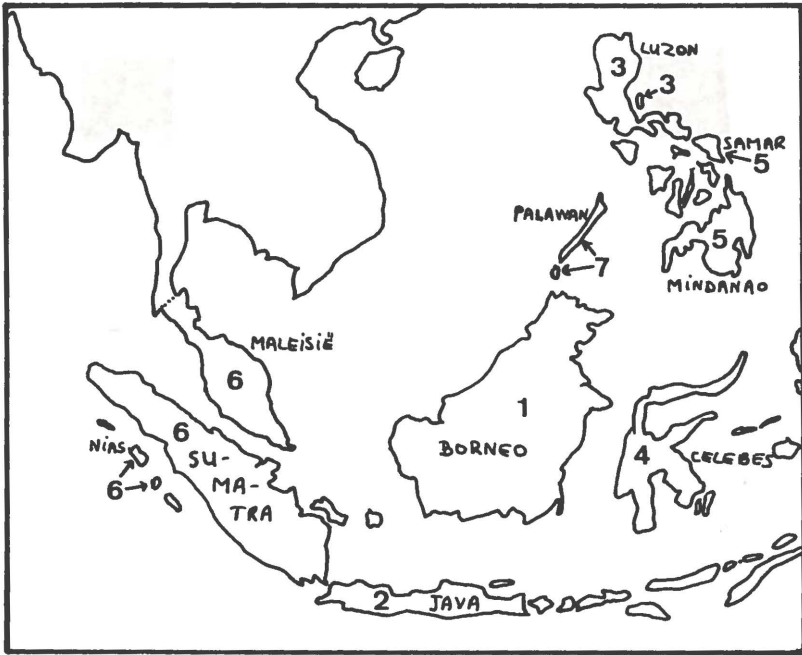 LUZON
3
3
SAMAR
5
PALAWAN
5
7
MINDANAO
MALEISIË
6
1
6
NIAS
BORNEO
4
CELEBES
SU-
6
MA-
TRA
2
JAVA